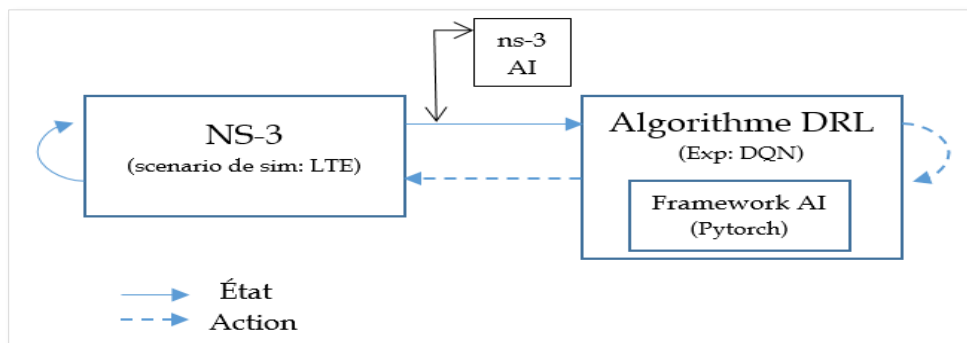 ns-3
AI
NS-3
(scenario de sim: LTE)
Algorithme DRL
(Exp: DQN)
Framework AI
(Pytorch)
État
Action